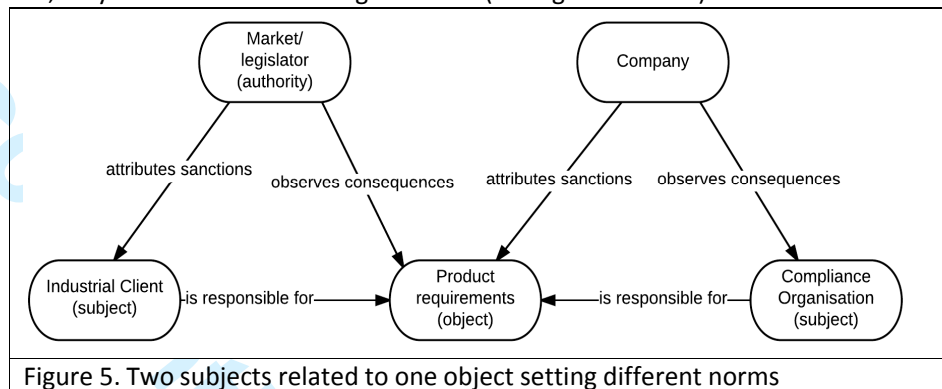 Market/
legislator
(authority)
Company
attributes sanctions
observes consequences
attributes sanctions
observes consequences
Industrial Client
(subject)
is responsible for
Product
requirements
(object)
is responsible for
Compliance
Organisation
(subject)
Figure 5. Two subjects related to one object setting different norms